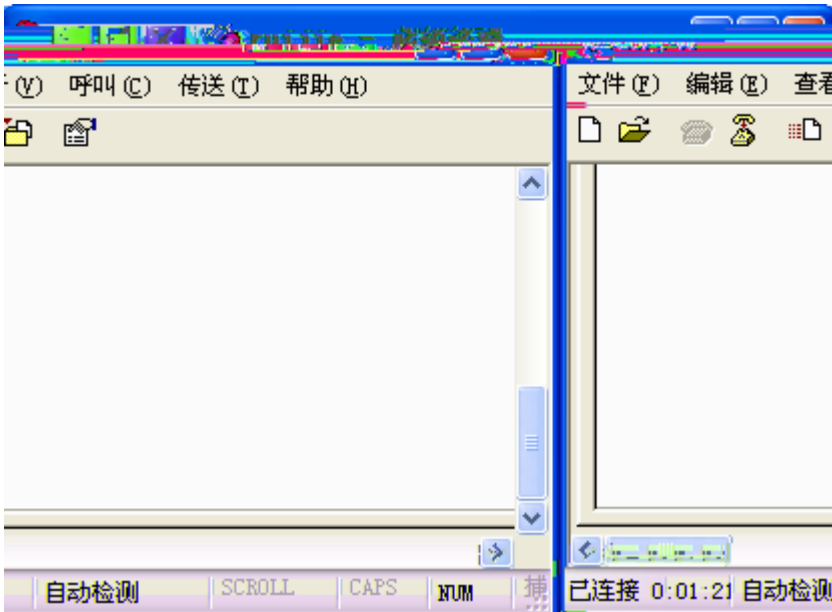 (V) 呼叫(C) 传送(T) 帮助(H)
文件(F) 编辑(E) 查看
自动检测 SCROLL CAPS NUM 捕
已连接 0:01:21 自动检测